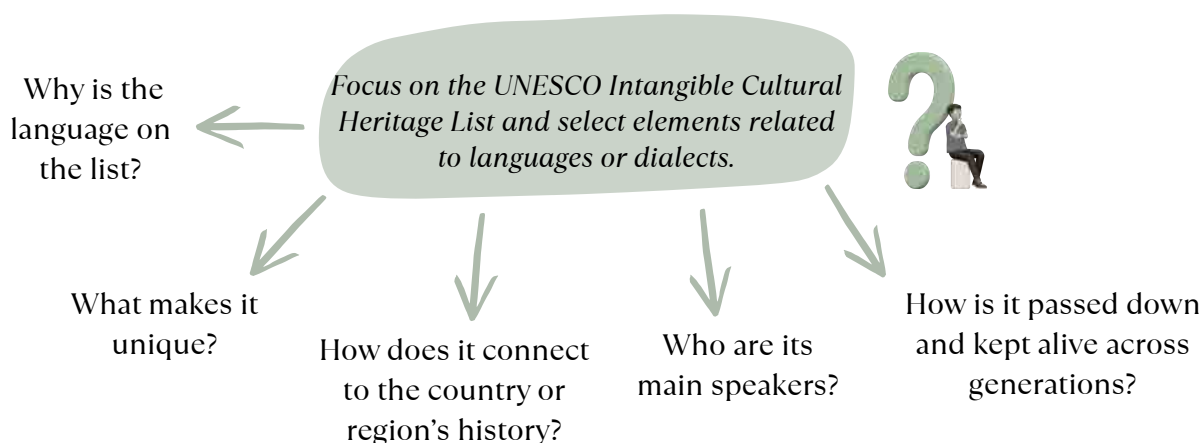 Focus on the UNESCO Intangible Cultural
Heritage List and select elements related
to languages or dialects.
Why is the
language on
the list?
What makes it
unique?
How does it connect
to the country or
region’s history?
Who are its
main speakers?
How is it passed down
and kept alive across
generations?